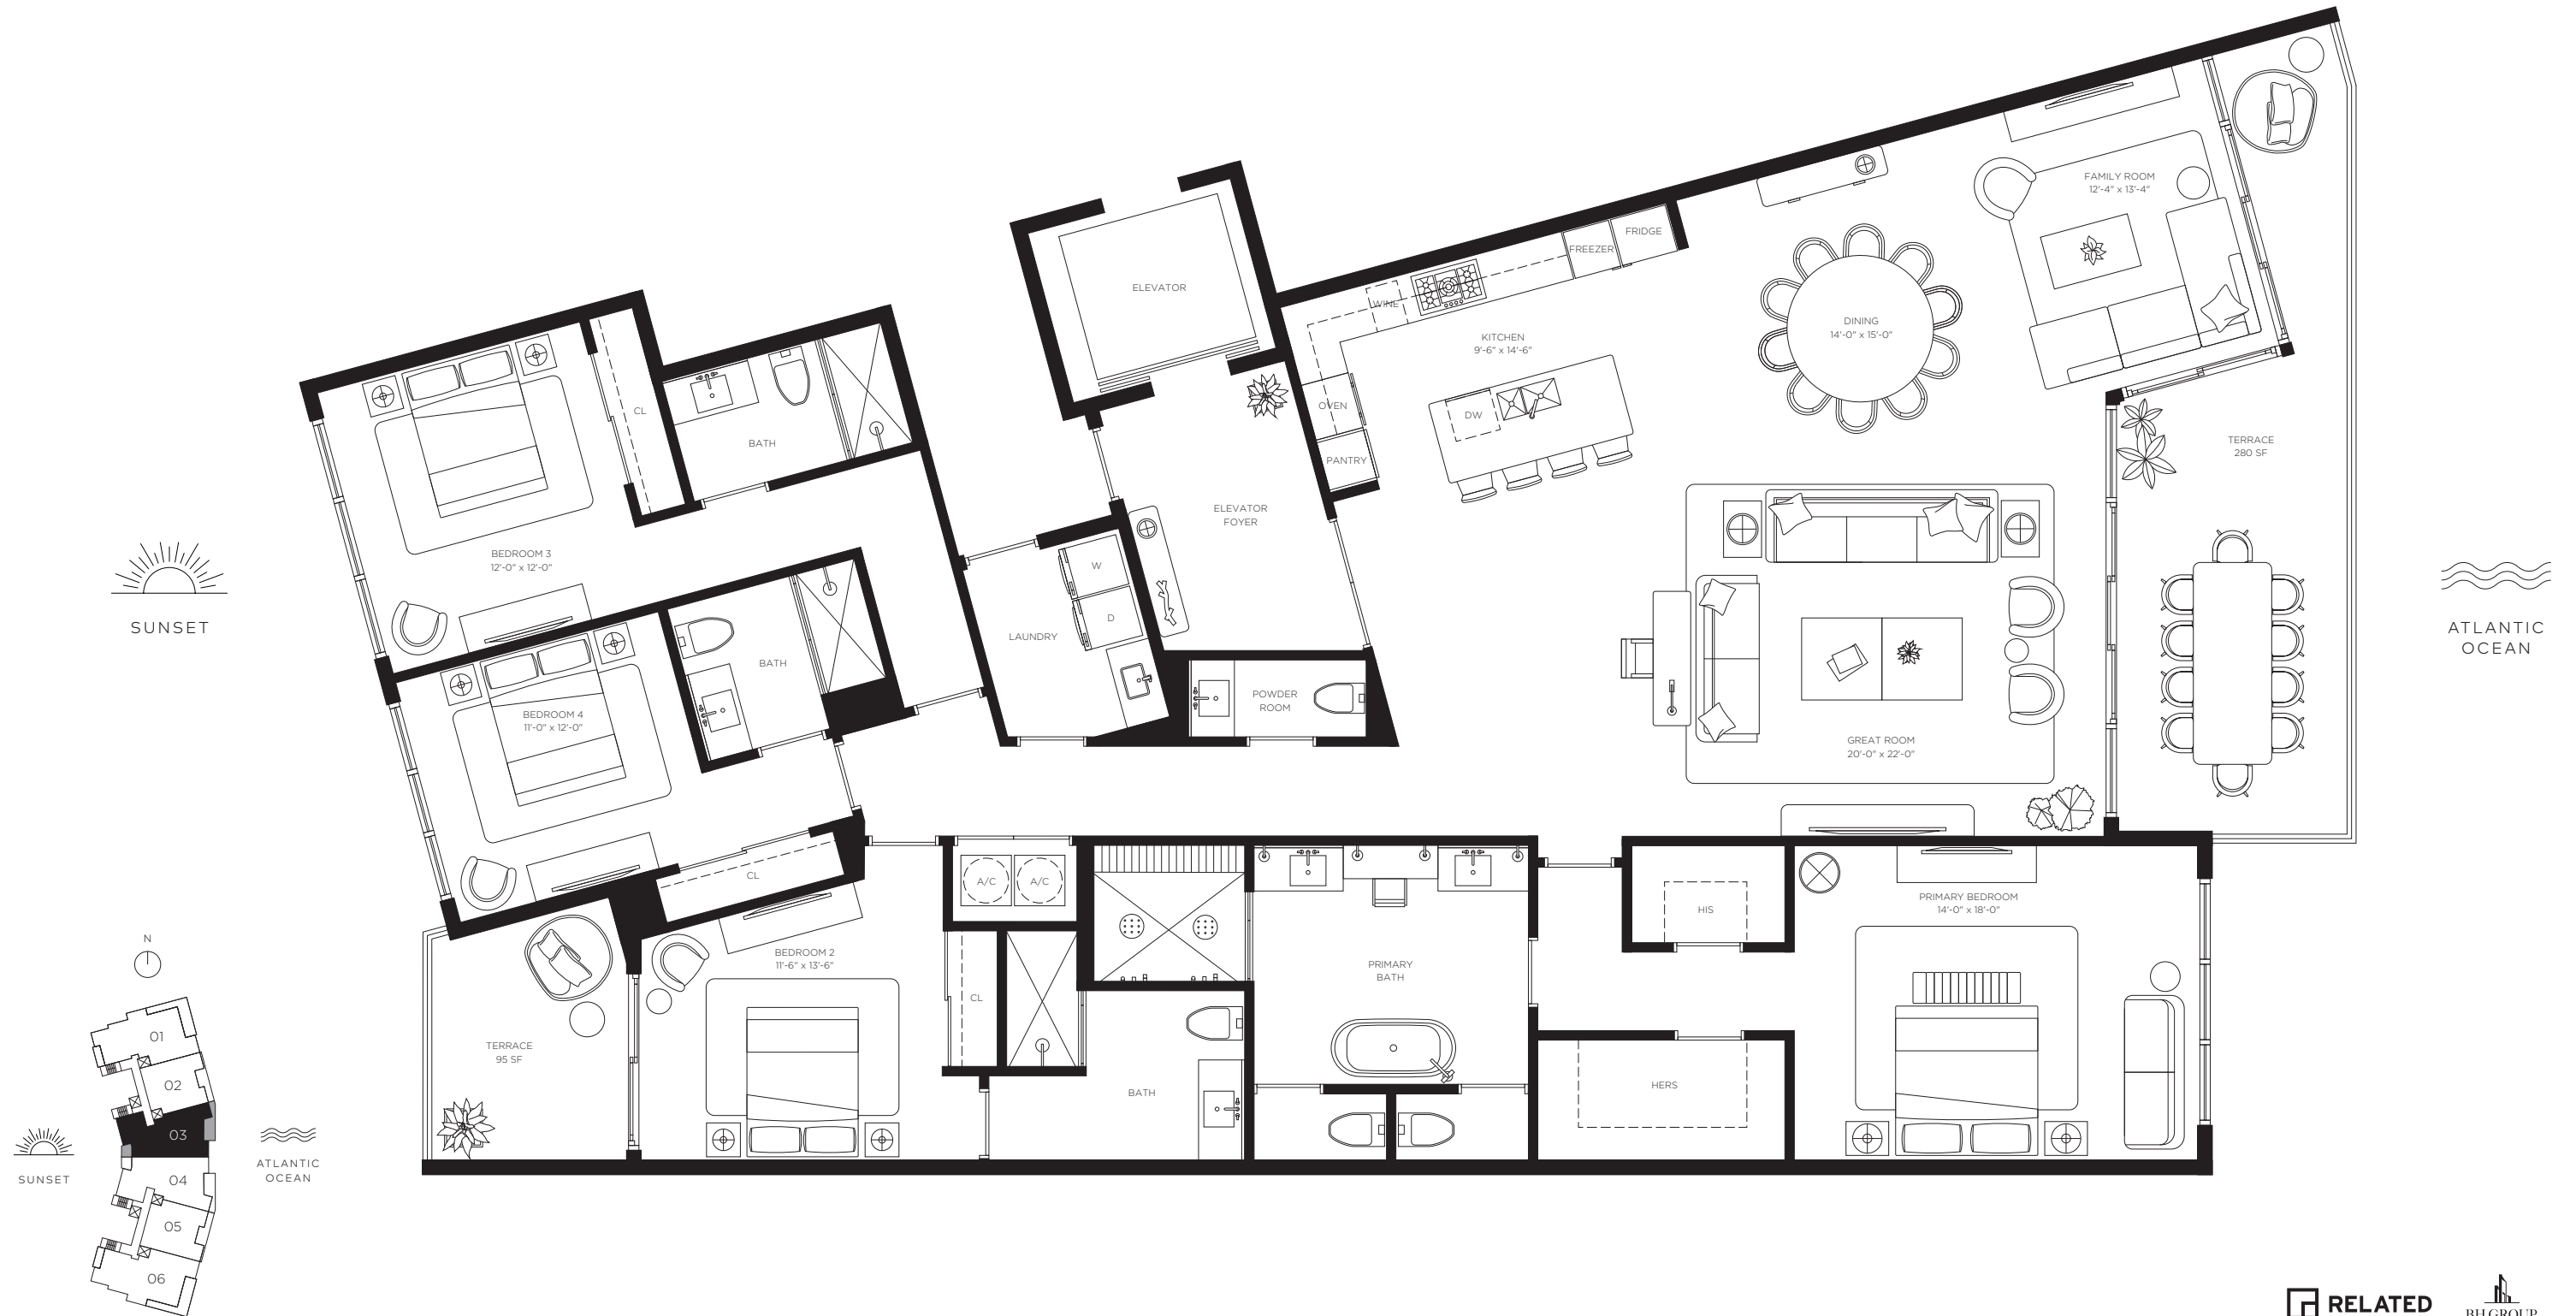 FAMILY ROOM
12'-4" x 13'-4"
FRIDGE
FREEZER
ELEVATOR
WINE
KITCHEN
9'-6" x 14'-6"
DINING
14'-0" x 15'-0"
OVEN
DW
PANTRY
TERRACE
280 SF
CL
BATH
ELEVATOR
FOYER
BEDROOM 3
12'-0" x 12'-0"
W
D
LAUNDRY
SUNSET
ATLANTIC
OCEAN
BATH
POWDER
ROOM
BEDROOM 4
11'-0" x 12'-0"
GREAT ROOM
20'-0" x 22'-0"
CL
A/C
A/C
HIS
PRIMARY BEDROOM
14'-0" x 18'-0"
BEDROOM 2
11'-6" x 13'-6"
PRIMARY
BATH
CL
TERRACE
95 SF
BATH
HERS
N
01
02
03
04
05
06
SUNSET
ATLANTIC
OCEAN
RELATED
BH GROUP